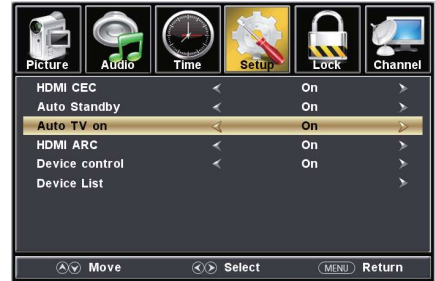 Picture Audio Time Setup Lock Channel
HDMI CEC On
Auto Standby On
Auto TV on On
HDMI ARC On
Device control On
Device List
Move Select MENU Return